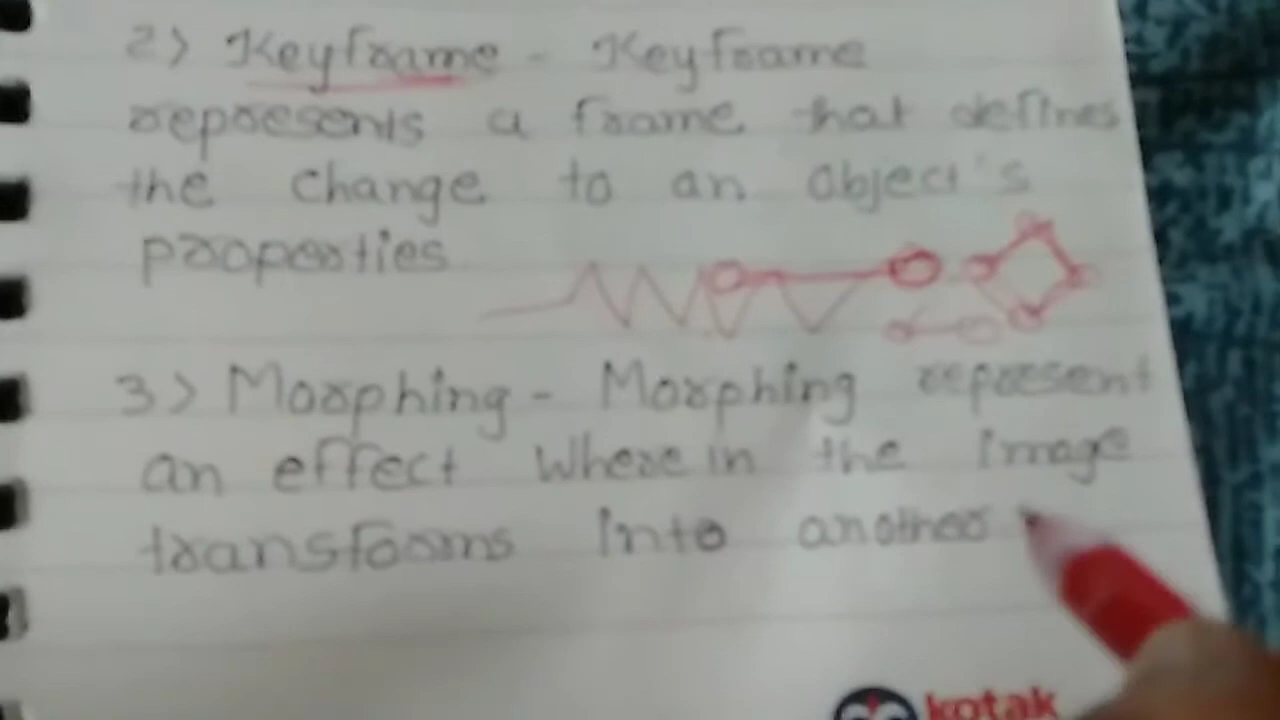 2> Keyframe - Keyframe
represents a frame that defines
the change to an object's
properties
3> Morphing - Morphing represent
an effect Where in the image
transforms into another
kotak